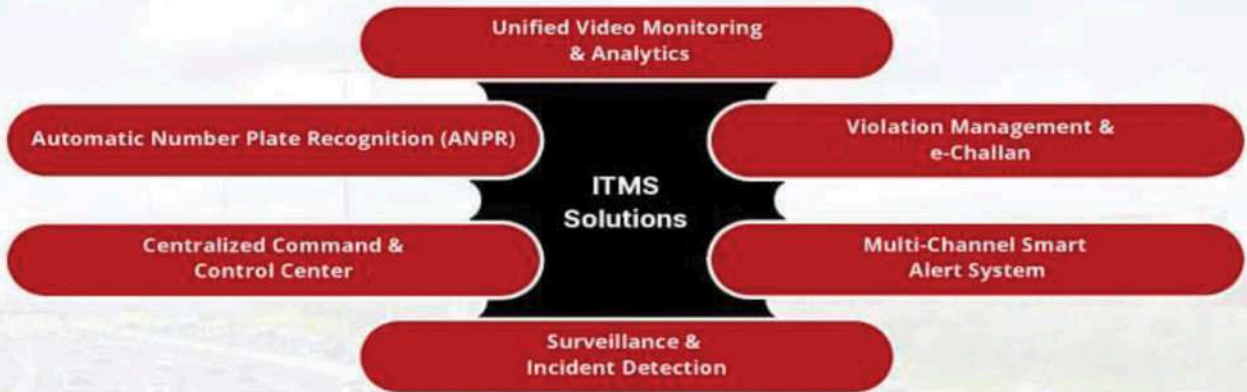 Unified Video Monitoring
& Analytics
Automatic Number Plate Recognition (ANPR)
Violation Management &
e-Challan
ITMS
Solutions
Centralized Command &
Control Center
Multi-Channel Smart
Alert System
Surveillance &
Incident Detection